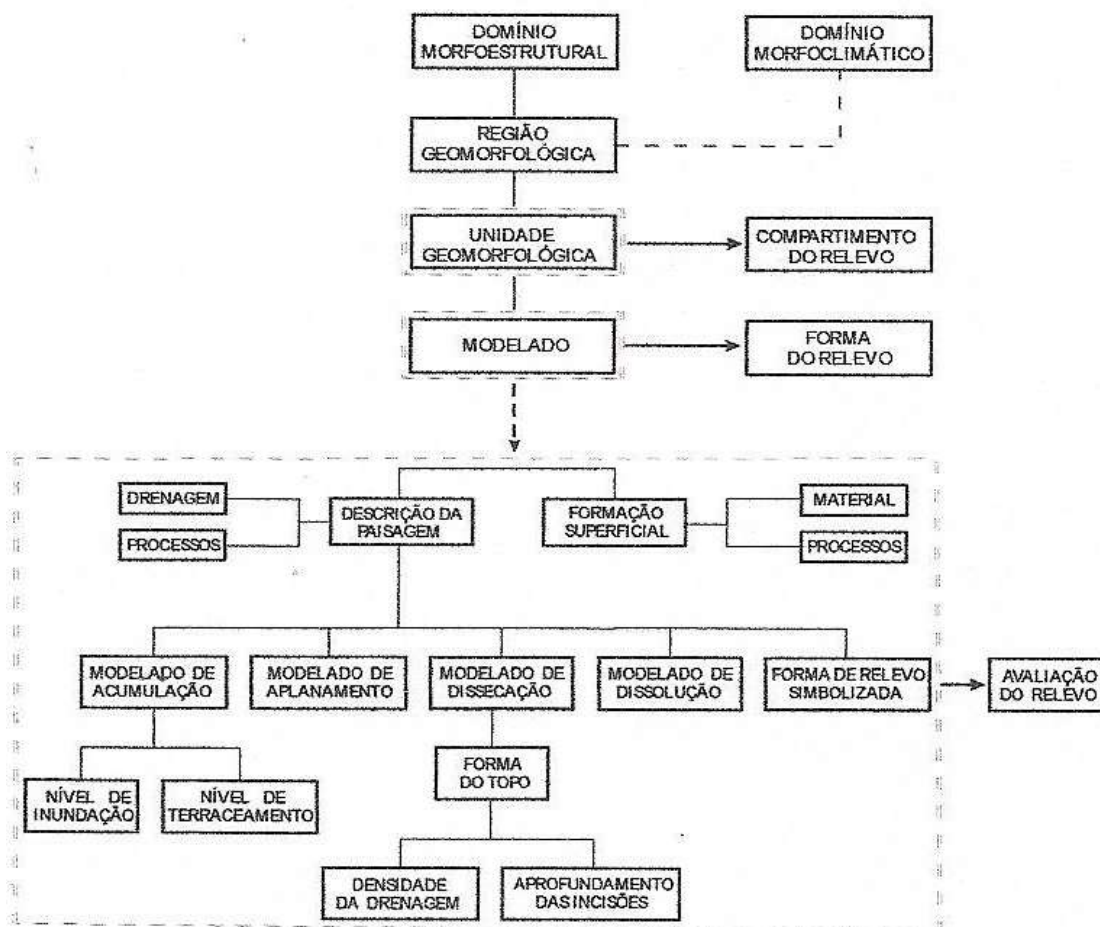 DOMÍNIO
MORFOESTRUTURAL
DOMÍNIO
MORFOCLIMÁTICO
REGIÃO
GEOMORFOLÓGICA
UNIDADE
GEOMORFOLÓGICA
COMPARTIMENTO
DO RELEVO
MODELADO
FORMA
DO RELEVO
DRENAGEM
PROCESSOS
DESCRIÇÃO DA
PAISAGEM
FORMAÇÃO
SUPERFICIAL
MATERIAL
PROCESSOS
MODELADO DE
ACUMULAÇÃO
MODELADO DE
APLANAMENTO
MODELADO DE
DISSECAÇÃO
MODELADO DE
DISSOLUÇÃO
FORMA DE RELEVO
SIMBOLIZADA
AVALIAÇÃO
DO RELEVO
NÍVEL DE
INUNDAÇÃO
NÍVEL DE
TERRACEAMENTO
FORMA
DO TOPO
DENSIDADE
DA DRENAGEM
APROFUNDAMENTO
DAS INCISÕES